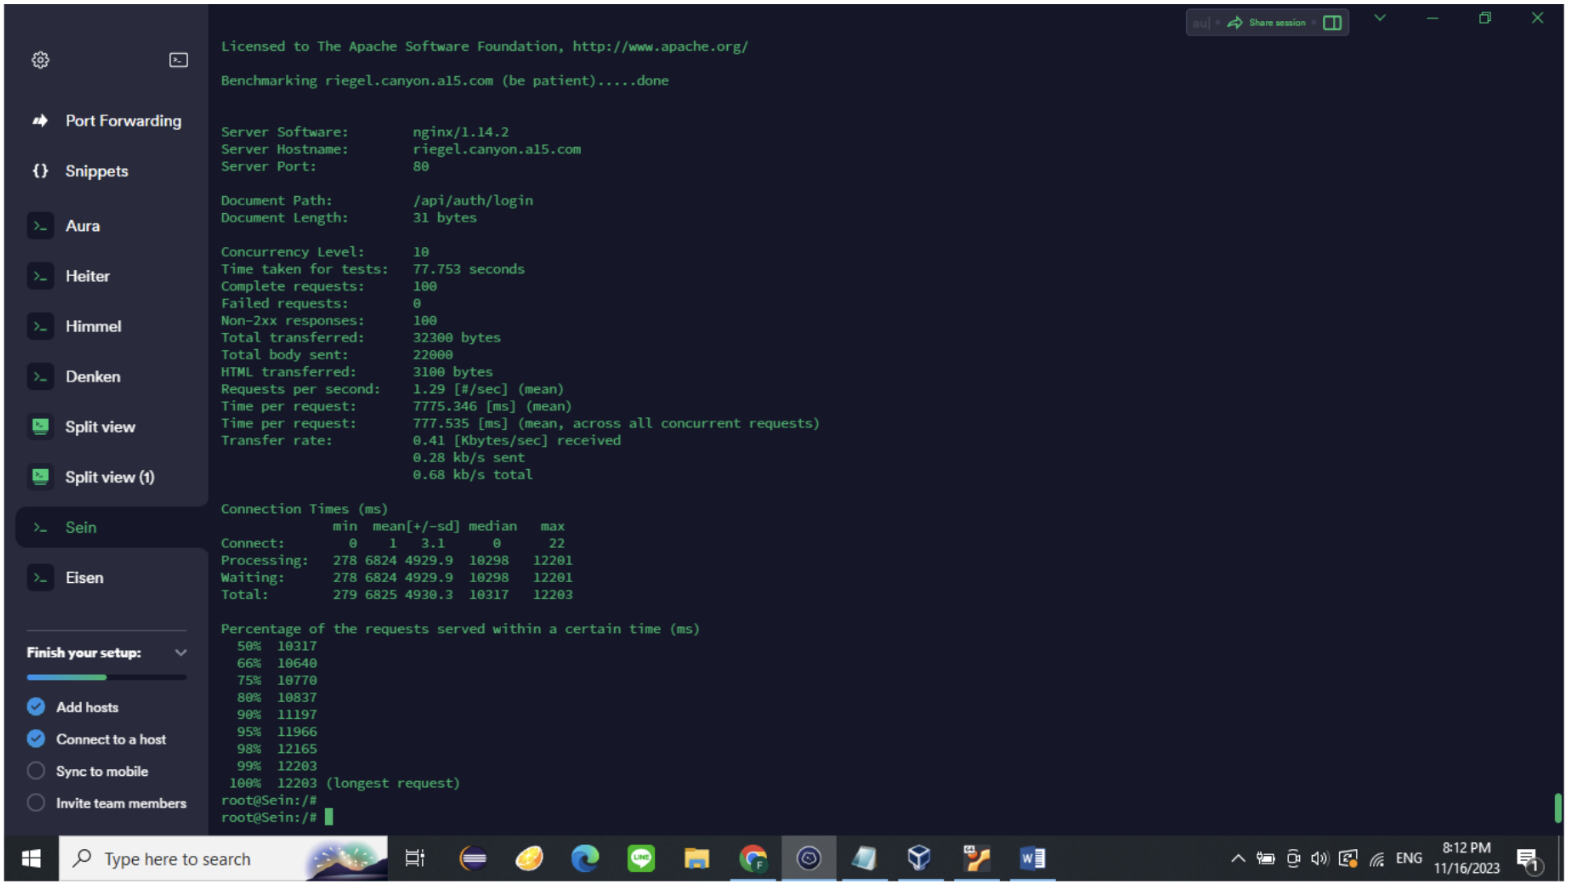 au| Share session
Licensed to The Apache Software Foundation, http://www.apache.org/
Benchmarking riegel.canyon.a15.com (be patient).....done
Server Software: nginx/1.14.2
Server Hostname: riegel.canyon.a15.com
Server Port: 80
Document Path: /api/auth/login
Document Length: 31 bytes
Concurrency Level: 10
Time taken for tests: 77.753 seconds
Complete requests: 100
Failed requests: 0
Non-2xx responses: 100
Total transferred: 32300 bytes
Total body sent: 22000
HTML transferred: 3100 bytes
Requests per second: 1.29 [#/sec] (mean)
Time per request: 7775.346 [ms] (mean)
Time per request: 777.535 [ms] (mean, across all concurrent requests)
Transfer rate: 0.41 [Kbytes/sec] received
0.28 kb/s sent
0.68 kb/s total
Connection Times (ms)
min mean[+/-sd] median max
Connect: 0 1 3.1 0 22
Processing: 278 6824 4929.9 10298 12201
Waiting: 278 6824 4929.9 10298 12201
Total: 279 6825 4930.3 10317 12203
Percentage of the requests served within a certain time (ms)
50% 10317
66% 10640
75% 10770
80% 10837
90% 11197
95% 11966
98% 12165
99% 12203
100% 12203 (longest request)
root@Sein:/#
root@Sein:/#
Port Forwarding
{} Snippets
Aura
Heiter
Himmel
Denken
Split view
Split view (1)
Sein
Eisen
Finish your setup:
Add hosts
Connect to a host
Sync to mobile
Invite team members
Type here to search
LINE
F
W
ENG
8:12 PM
11/16/2023
1